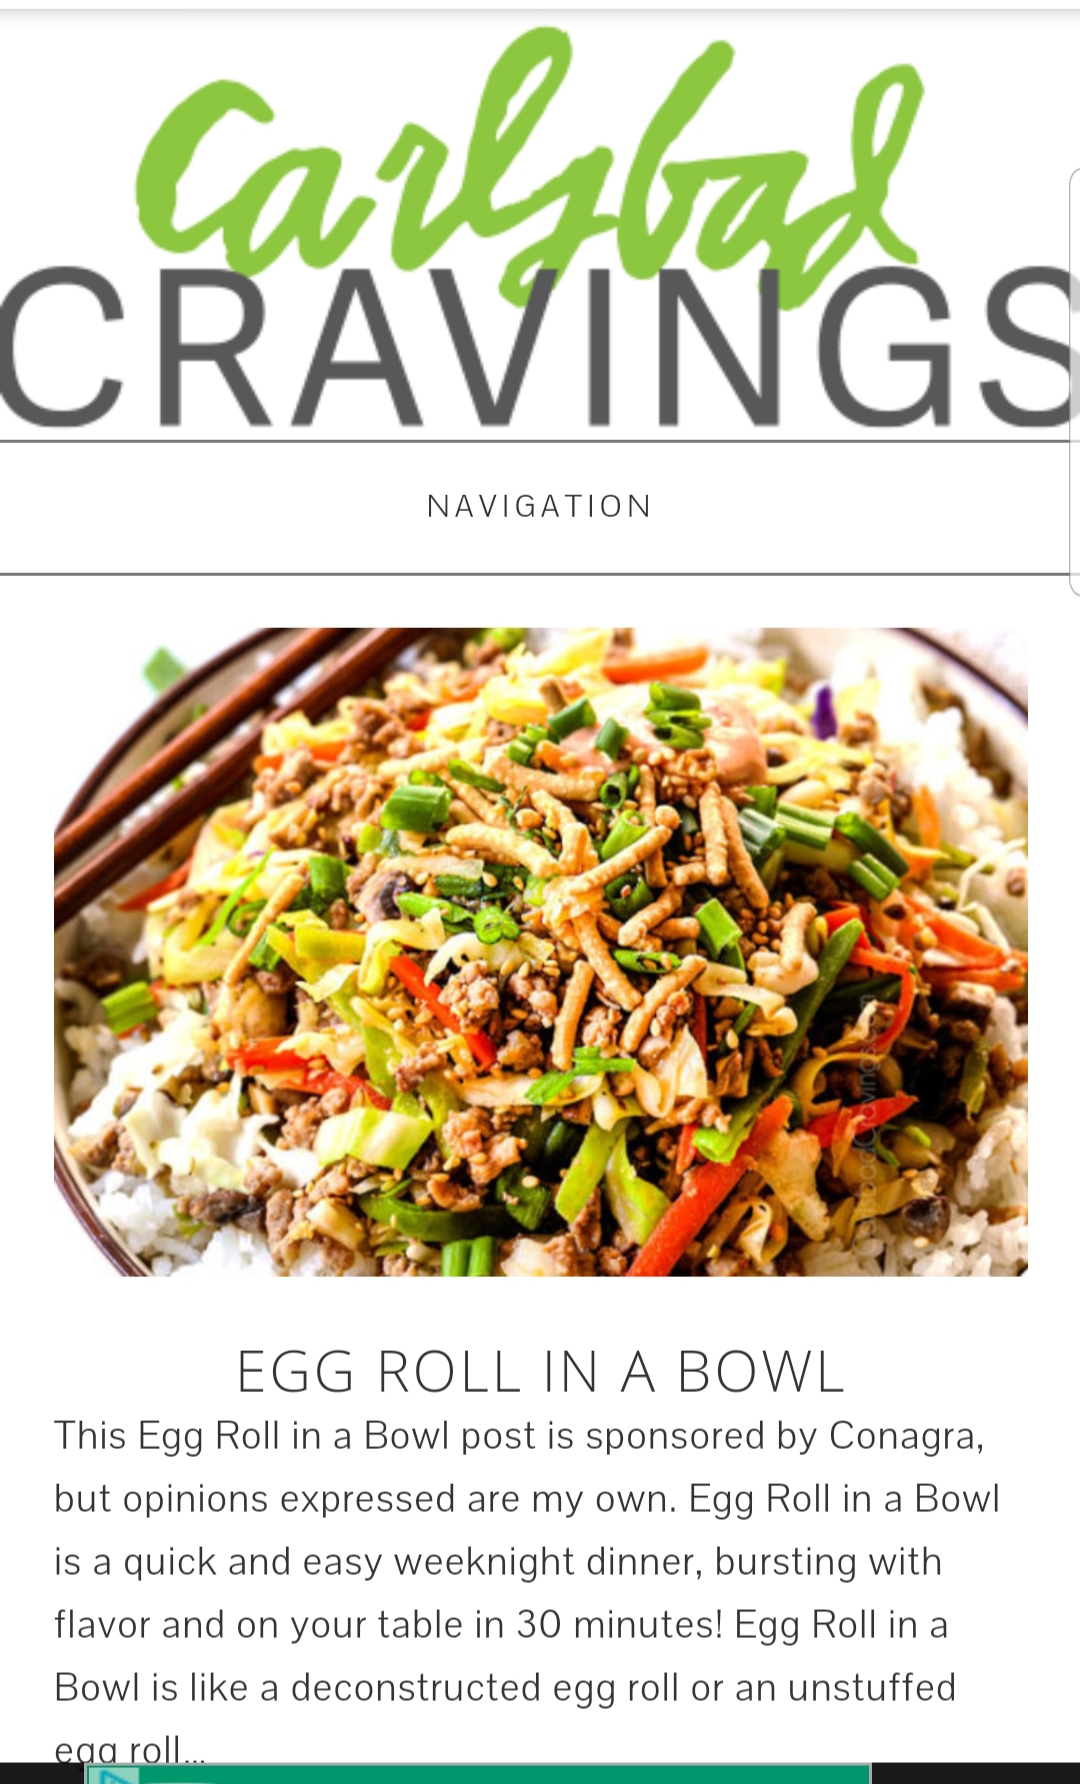 Carlsbad
CRAVINGS
NAVIGATION
EGG ROLL IN A BOWL
This Egg Roll in a Bowl post is sponsored by Conagra,
but opinions expressed are my own. Egg Roll in a Bowl
is a quick and easy weeknight dinner, bursting with
flavor and on your table in 30 minutes! Egg Roll in a
Bowl is like a deconstructed egg roll or an unstuffed
egg roll...